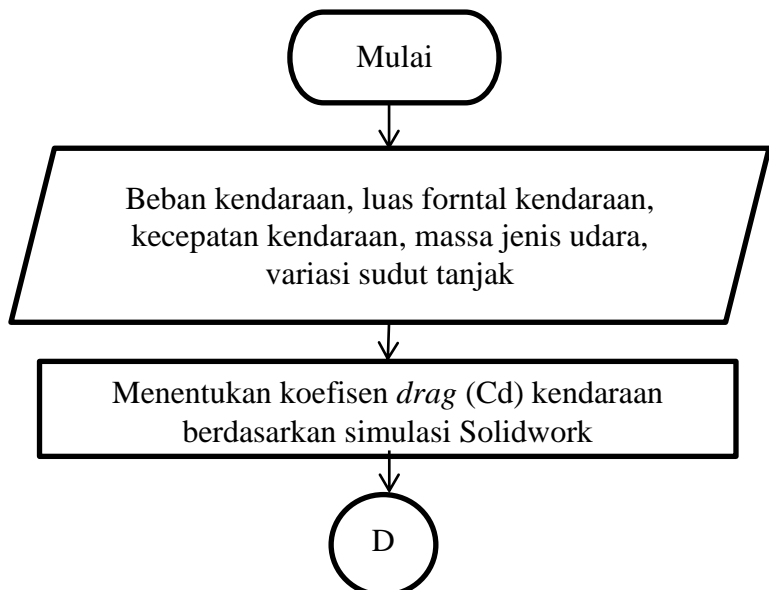 Mulai
Beban kendaraan, luas forntal kendaraan,
kecepatan kendaraan, massa jenis udara,
variasi sudut tanjak
Menentukan koefisen drag (Cd) kendaraan
berdasarkan simulasi Solidwork
D